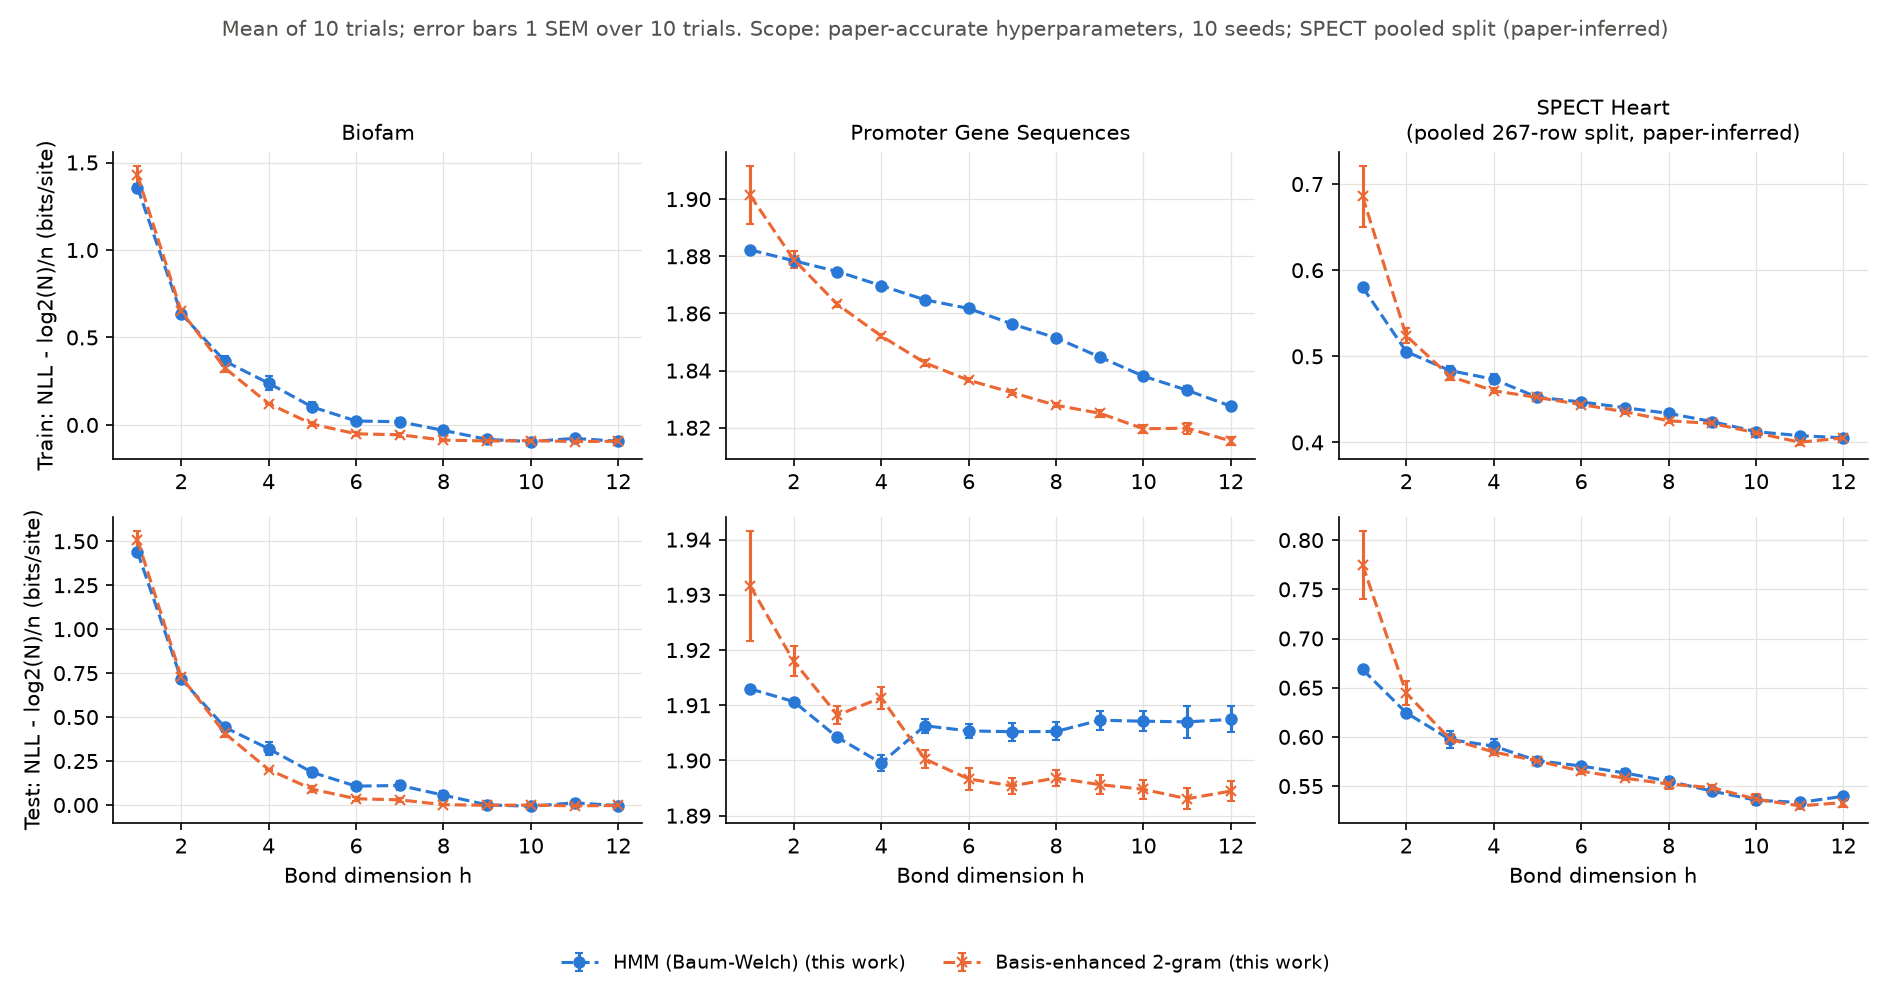 Mean of 10 trials; error bars 1 SEM over 10 trials. Scope: paper-accurate hyperparameters, 10 seeds; SPECT pooled split (paper-inferred)
Biofam
Train: NLL - log2(N)/n (bits/site)
1.5
1.0
0.5
0.0
2 4 6 8 10 12
Promoter Gene Sequences
1.90
1.88
1.86
1.84
1.82
2 4 6 8 10 12
SPECT Heart
(pooled 267-row split, paper-inferred)
0.7
0.6
0.5
0.4
2 4 6 8 10 12
Test: NLL - log2(N)/n (bits/site)
1.50
1.25
1.00
0.75
0.50
0.25
0.00
2 4 6 8 10 12
Bond dimension h
1.94
1.93
1.92
1.91
1.90
1.89
2 4 6 8 10 12
Bond dimension h
0.80
0.75
0.70
0.65
0.60
0.55
2 4 6 8 10 12
Bond dimension h
HMM (Baum-Welch) (this work)
Basis-enhanced 2-gram (this work)